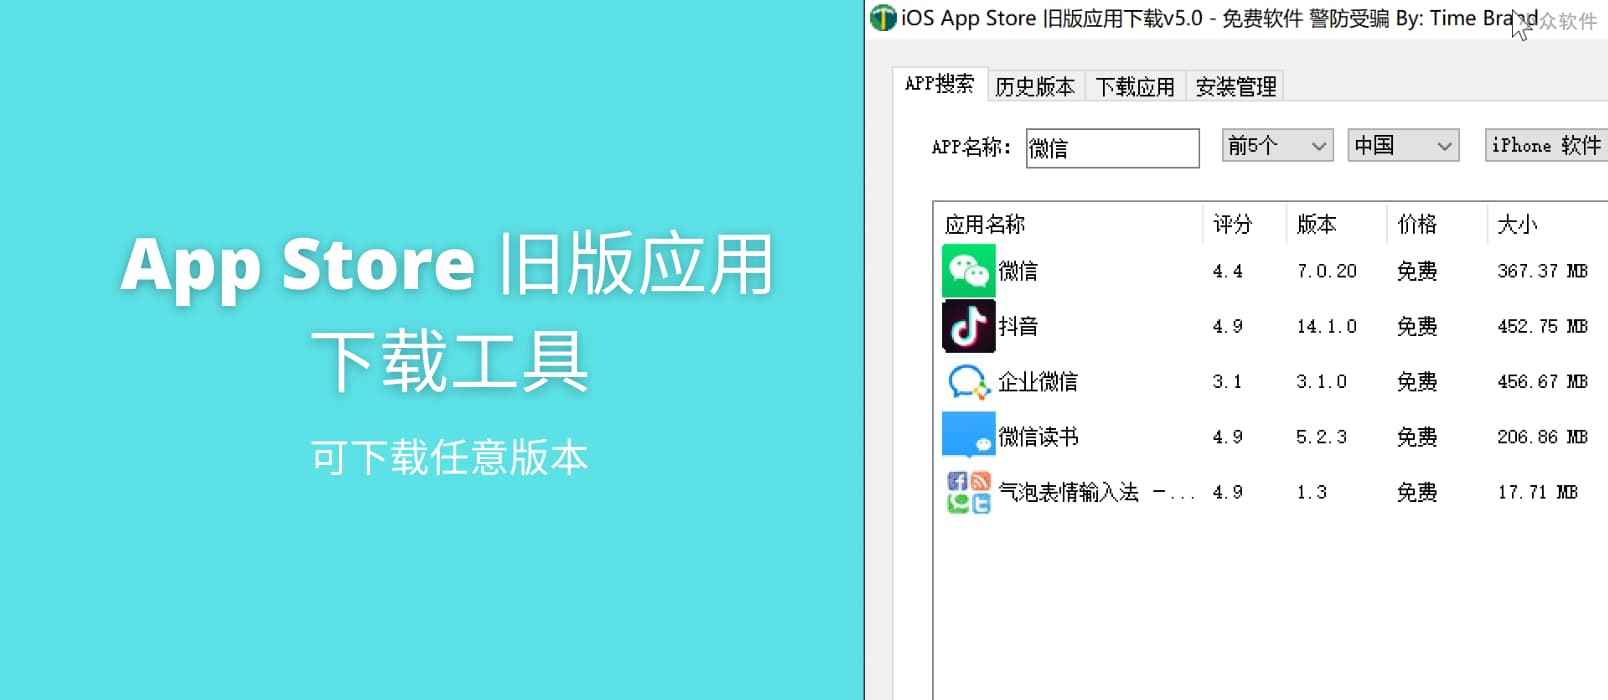 App Store 旧版应用
下载工具
可下载任意版本
iOS App Store 旧版应用下载v5.0 - 免费软件 警防受骗 By: Time Brand
众软件
APP搜索 历史版本 下载应用 安装管理
APP名称: 微信 前5个 中国 iPhone 软件
应用名称 评分 版本 价格 大小
微信 4.4 7.0.20 免费 367.37 MB
抖音 4.9 14.1.0 免费 452.75 MB
企业微信 3.1 3.1.0 免费 456.67 MB
微信读书 4.9 5.2.3 免费 206.86 MB
气泡表情输入法 -... 4.9 1.3 免费 17.71 MB